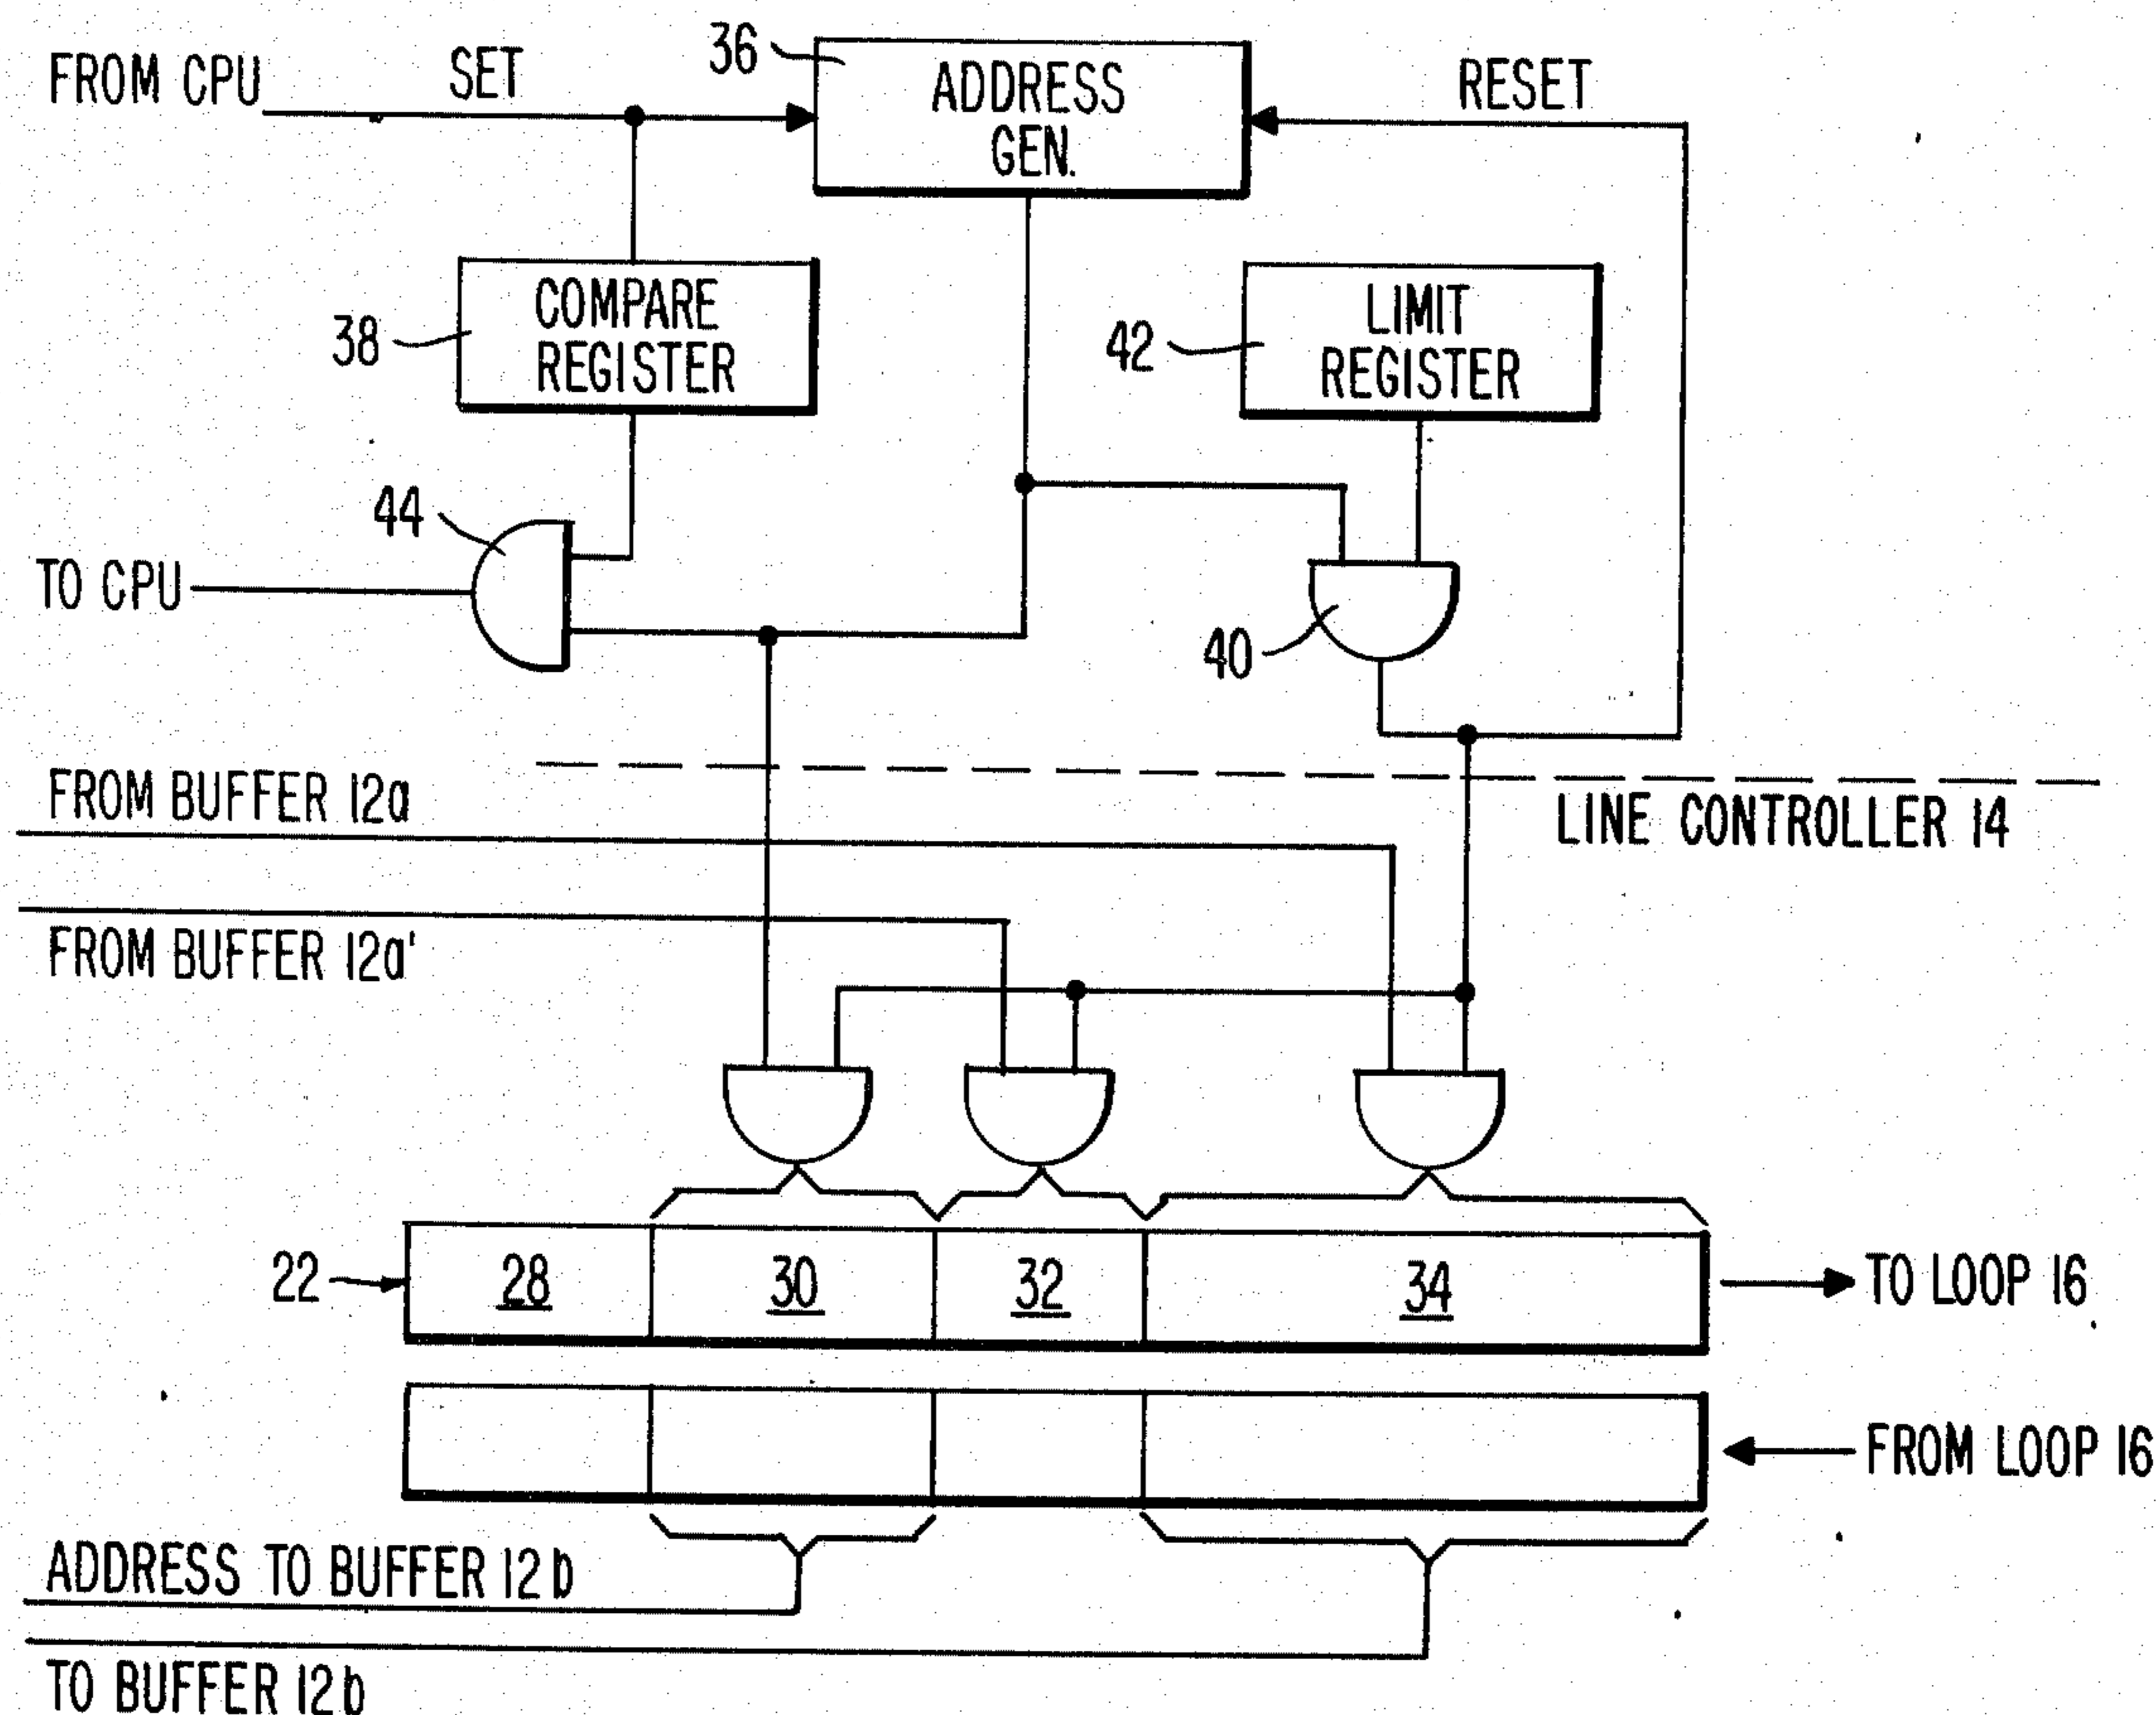 FROM CPU
SET
36
ADDRESS
GEN.
RESET
COMPARE
REGISTER
38
LIMIT
REGISTER
42
44
TO CPU
40
FROM BUFFER 12a
LINE CONTROLLER 14
FROM BUFFER 12a'
22
28
30
32
34
TO LOOP 16
FROM LOOP 16
ADDRESS TO BUFFER 12b
TO BUFFER 12b